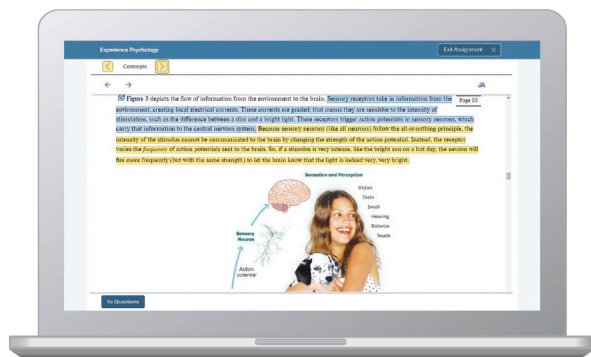 Experience Psychology
Exit Assignment X
Concepts
Figure 3 depicts the flow of information from the environment to the brain. Sensory receptors take in information from the
Page 83
environment, creating local electrical currents. These currents are graded; that means they are sensitive to the intensity of
stimulation, such as the difference between a dim and a bright light. These receptors trigger action potentials in sensory neurons, which
carry that information to the central nervous system. Because sensory neurons (like all neurons) follow the all-or-nothing principle, the
intensity of the stimulus cannot be communicated to the brain by changing the strength of the action potential. Instead, the receptor
varies the frequency of action potentials sent to the brain. So, if a stimulus is very intense, like the bright sun on a hot day, the neuron will
fire more frequently (but with the same strength) to let the brain know that the light is indeed very, very bright.
Sensation and Perception
Vision
Taste
Smell
Hearing
Balance
Touch
Sensory
Neurons
Action
potential
To Questions